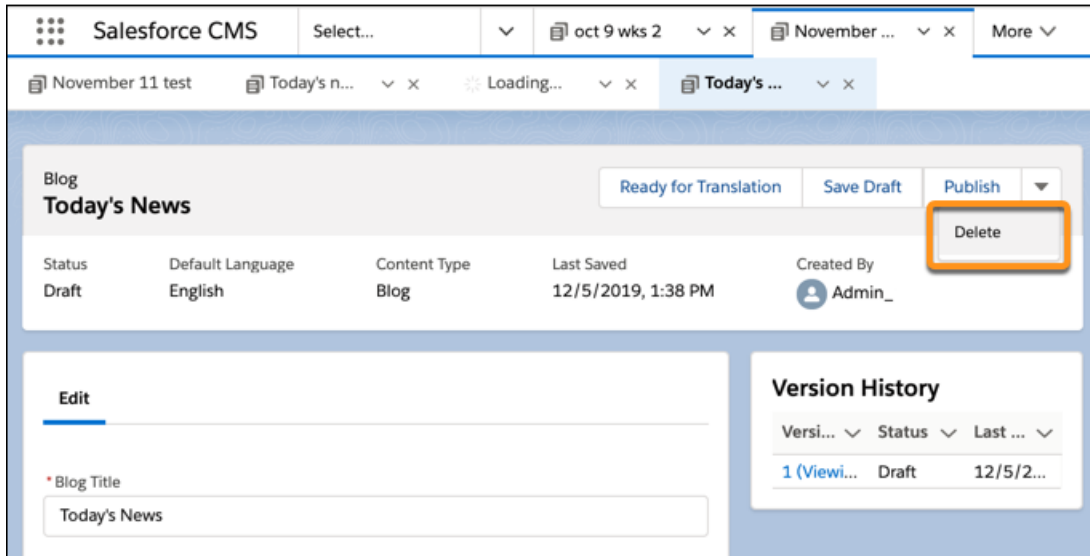 Salesforce CMS Select... oct 9 wks 2 November ... More
November 11 test Today's n... Loading... Today's ...
Blog
Today's News
Ready for Translation Save Draft Publish
Delete
Status Default Language Content Type Last Saved Created By
Draft English Blog 12/5/2019, 1:38 PM Admin_
Edit
* Blog Title
Today's News
Version History
Versi... Status Last ...
1 (Viewi... Draft 12/5/2...